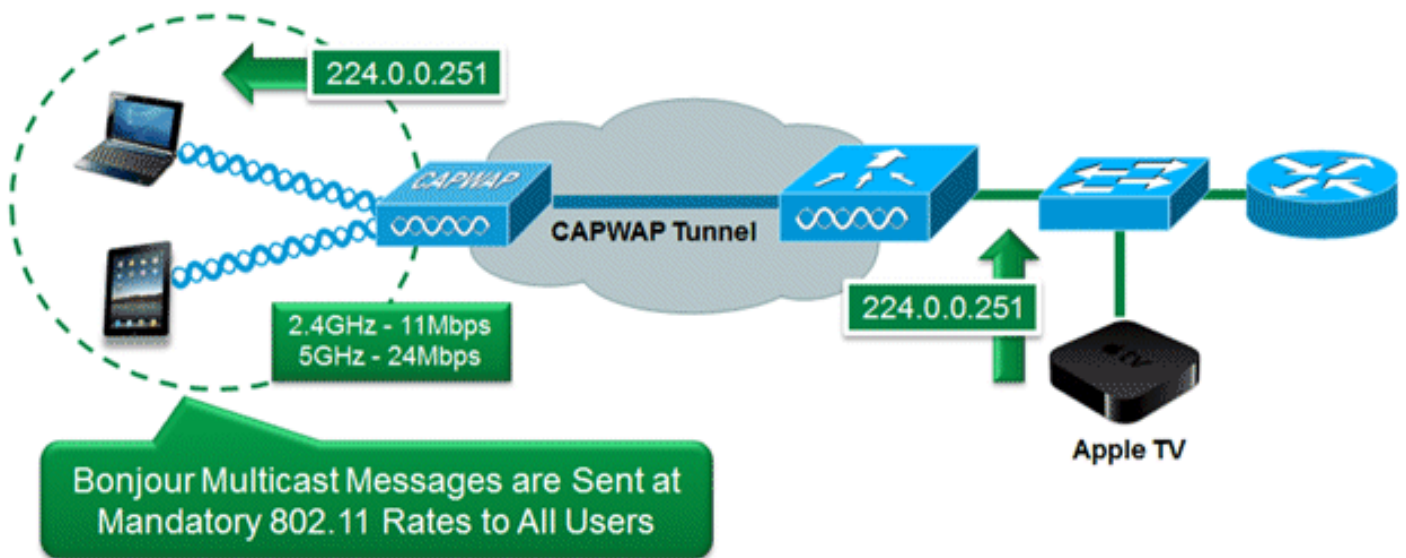 224.0.0.251
CAPWAP
CAPWAP Tunnel
224.0.0.251
2.4GHz - 11Mbps
5GHz - 24Mbps
tv
Apple TV
Bonjour Multicast Messages are Sent at
Mandatory 802.11 Rates to All Users